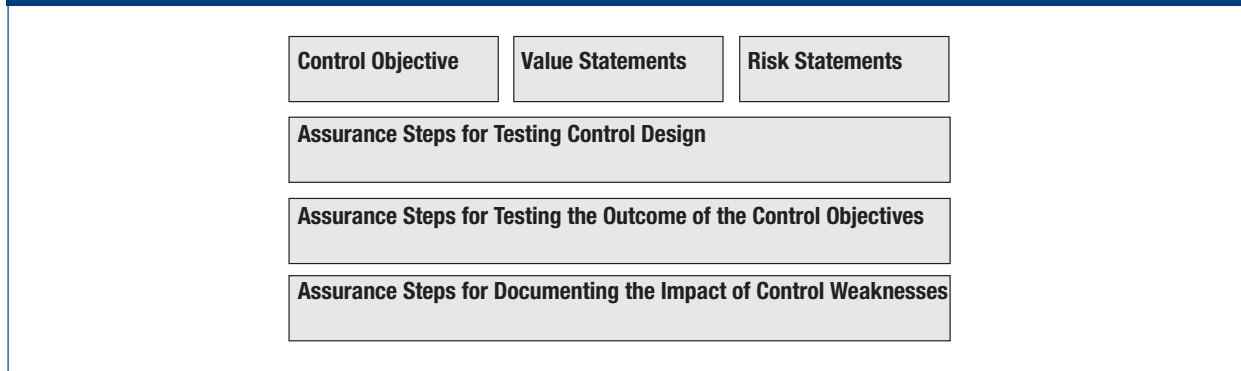 Control Objective
Value Statements
Risk Statements
Assurance Steps for Testing Control Design
Assurance Steps for Testing the Outcome of the Control Objectives
Assurance Steps for Documenting the Impact of Control Weaknesses